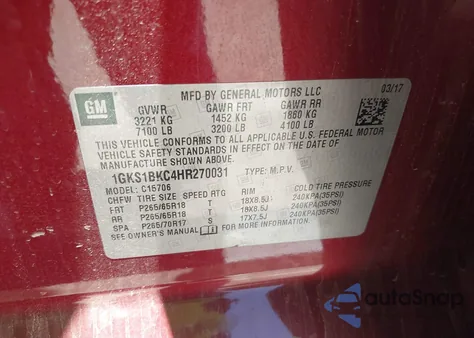 MFD BY GENERAL MOTORS LLC 03/17
GM
GVWR GAWR FRT GAWR RR
3221 KG 1452 KG 1860 KG
7100 LB 3200 LB 4100 LB
THIS VEHICLE CONFORMS TO ALL APPLICABLE U.S. FEDERAL MOTOR
VEHICLE SAFETY, BUMPER, AND THEFT PREVENTION STANDARDS IN
EFFECT ON THE DATE OF MANUFACTURE SHOWN ABOVE.
1GKS1BKC4HR270031 TYPE: M.P.V.
MODEL: C15706
CHFW TIRE SIZE SPEED RTG RIM COLD TIRE PRESSURE
FRT P265/65R18 T 18X8.5J 240KPA(35PSI)
RR P265/65R18 T 18X8.5J 240KPA(35PSI)
SPA P265/70R17 S 17X7.5J 240KPA(35PSI)
SEE OWNER'S MANUAL FOR MORE INFORMATION.
autoSnap